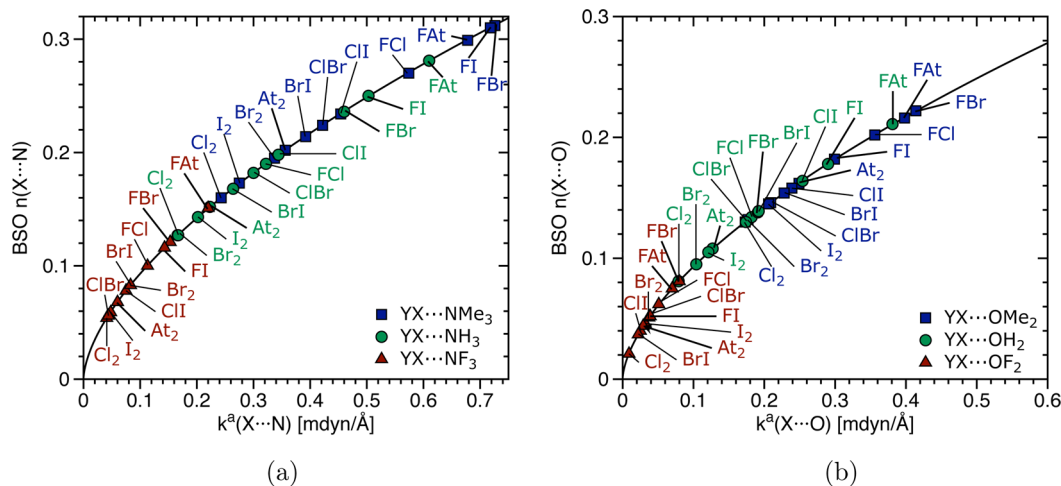 0.3
0.2
0.1
0
BSO n(X···N)
0 0.1 0.2 0.3 0.4 0.5 0.6 0.7
kᵃ(X···N) [mdyn/Å]
FAt
FCl
ClI
FI
FBr
ClBr
BrI
At₂
Br₂
I₂
Cl₂
FAt
FI
FBr
ClI
FCl
ClBr
BrI
At₂
I₂
Br₂
Cl₂
FAt
FBr
FCl
BrI
ClBr
FI
Br₂
ClI
At₂
I₂
Cl₂
YX···NMe₃
YX···NH₃
YX···NF₃
(a)
0.3
0.2
0.1
0
BSO n(X···O)
0 0.1 0.2 0.3 0.4 0.5 0.6
kᵃ(X···O) [mdyn/Å]
FAt
FAt
FBr
FCl
FI
At₂
ClI
BrI
ClBr
I₂
Br₂
Cl₂
FI
ClI
BrI
FBr
FCl
ClBr
Br₂
Cl₂
At₂
I₂
FBr
FAt
Br₂
ClI
FCl
ClBr
FI
I₂
At₂
BrI
Cl₂
YX···OMe₂
YX···OH₂
YX···OF₂
(b)